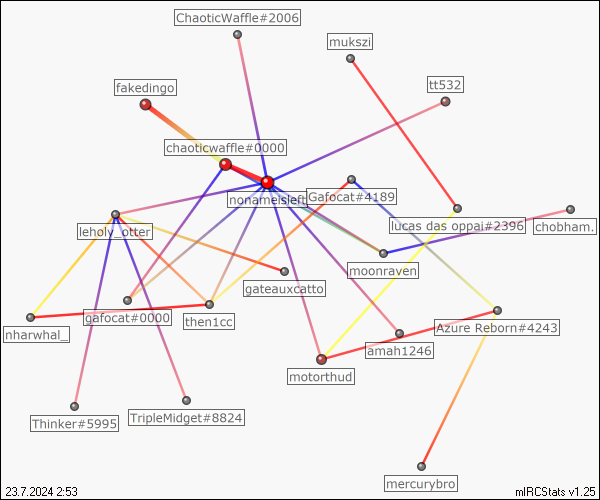 ChaoticWaffle#2006
mukszi
fakedingo
tt532
chaoticwaffle#0000
nonameisleft
Gafocat#4189
leholy_otter
lucas das oppai#2396
chobham.
moonraven
gateauxcatto
gafocat#0000
then1cc
nharwhal_
Azure Reborn#4243
amah1246
motorthud
Thinker#5995
TripleMidget#8824
mercurybro
23.7.2024 2:53
mIRCStats v1.25